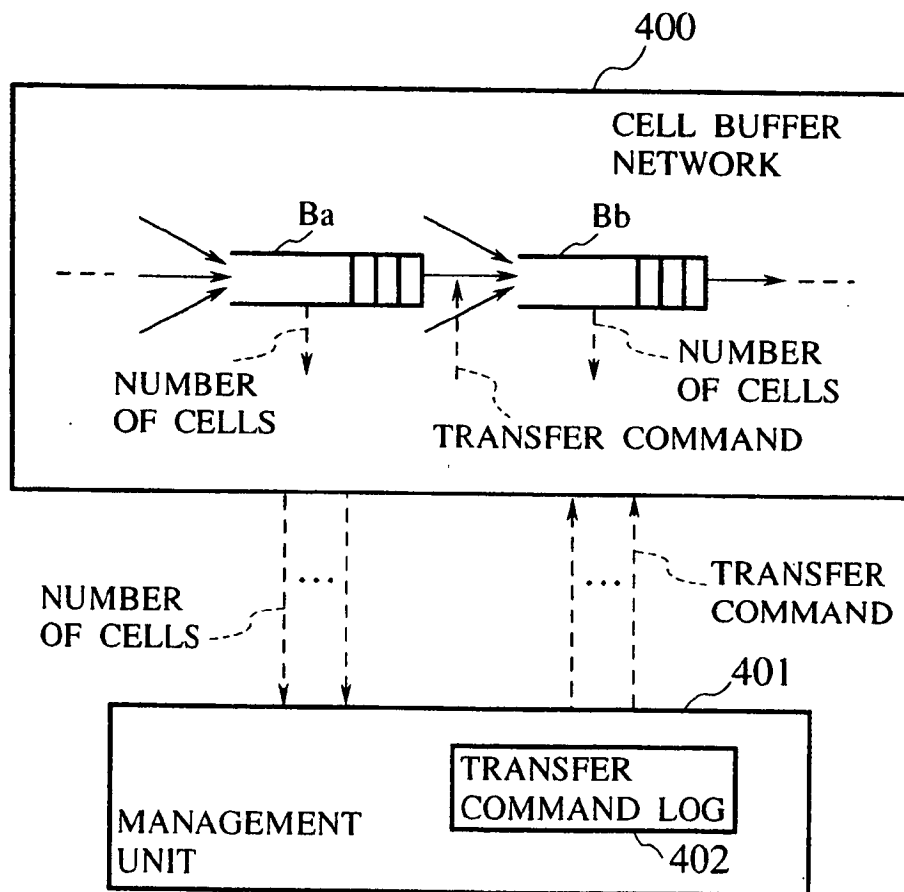 400
CELL BUFFER
NETWORK
Ba
Bb
NUMBER
OF CELLS
NUMBER
OF CELLS
TRANSFER COMMAND
NUMBER
OF CELLS
TRANSFER
COMMAND
401
TRANSFER
COMMAND LOG
402
MANAGEMENT
UNIT